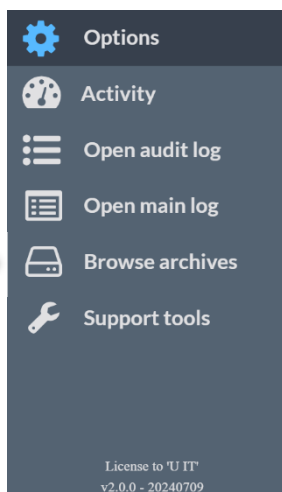 Options
Activity
Open audit log
Open main log
Browse archives
Support tools
License to 'U IT'
v2.0.0 - 20240709